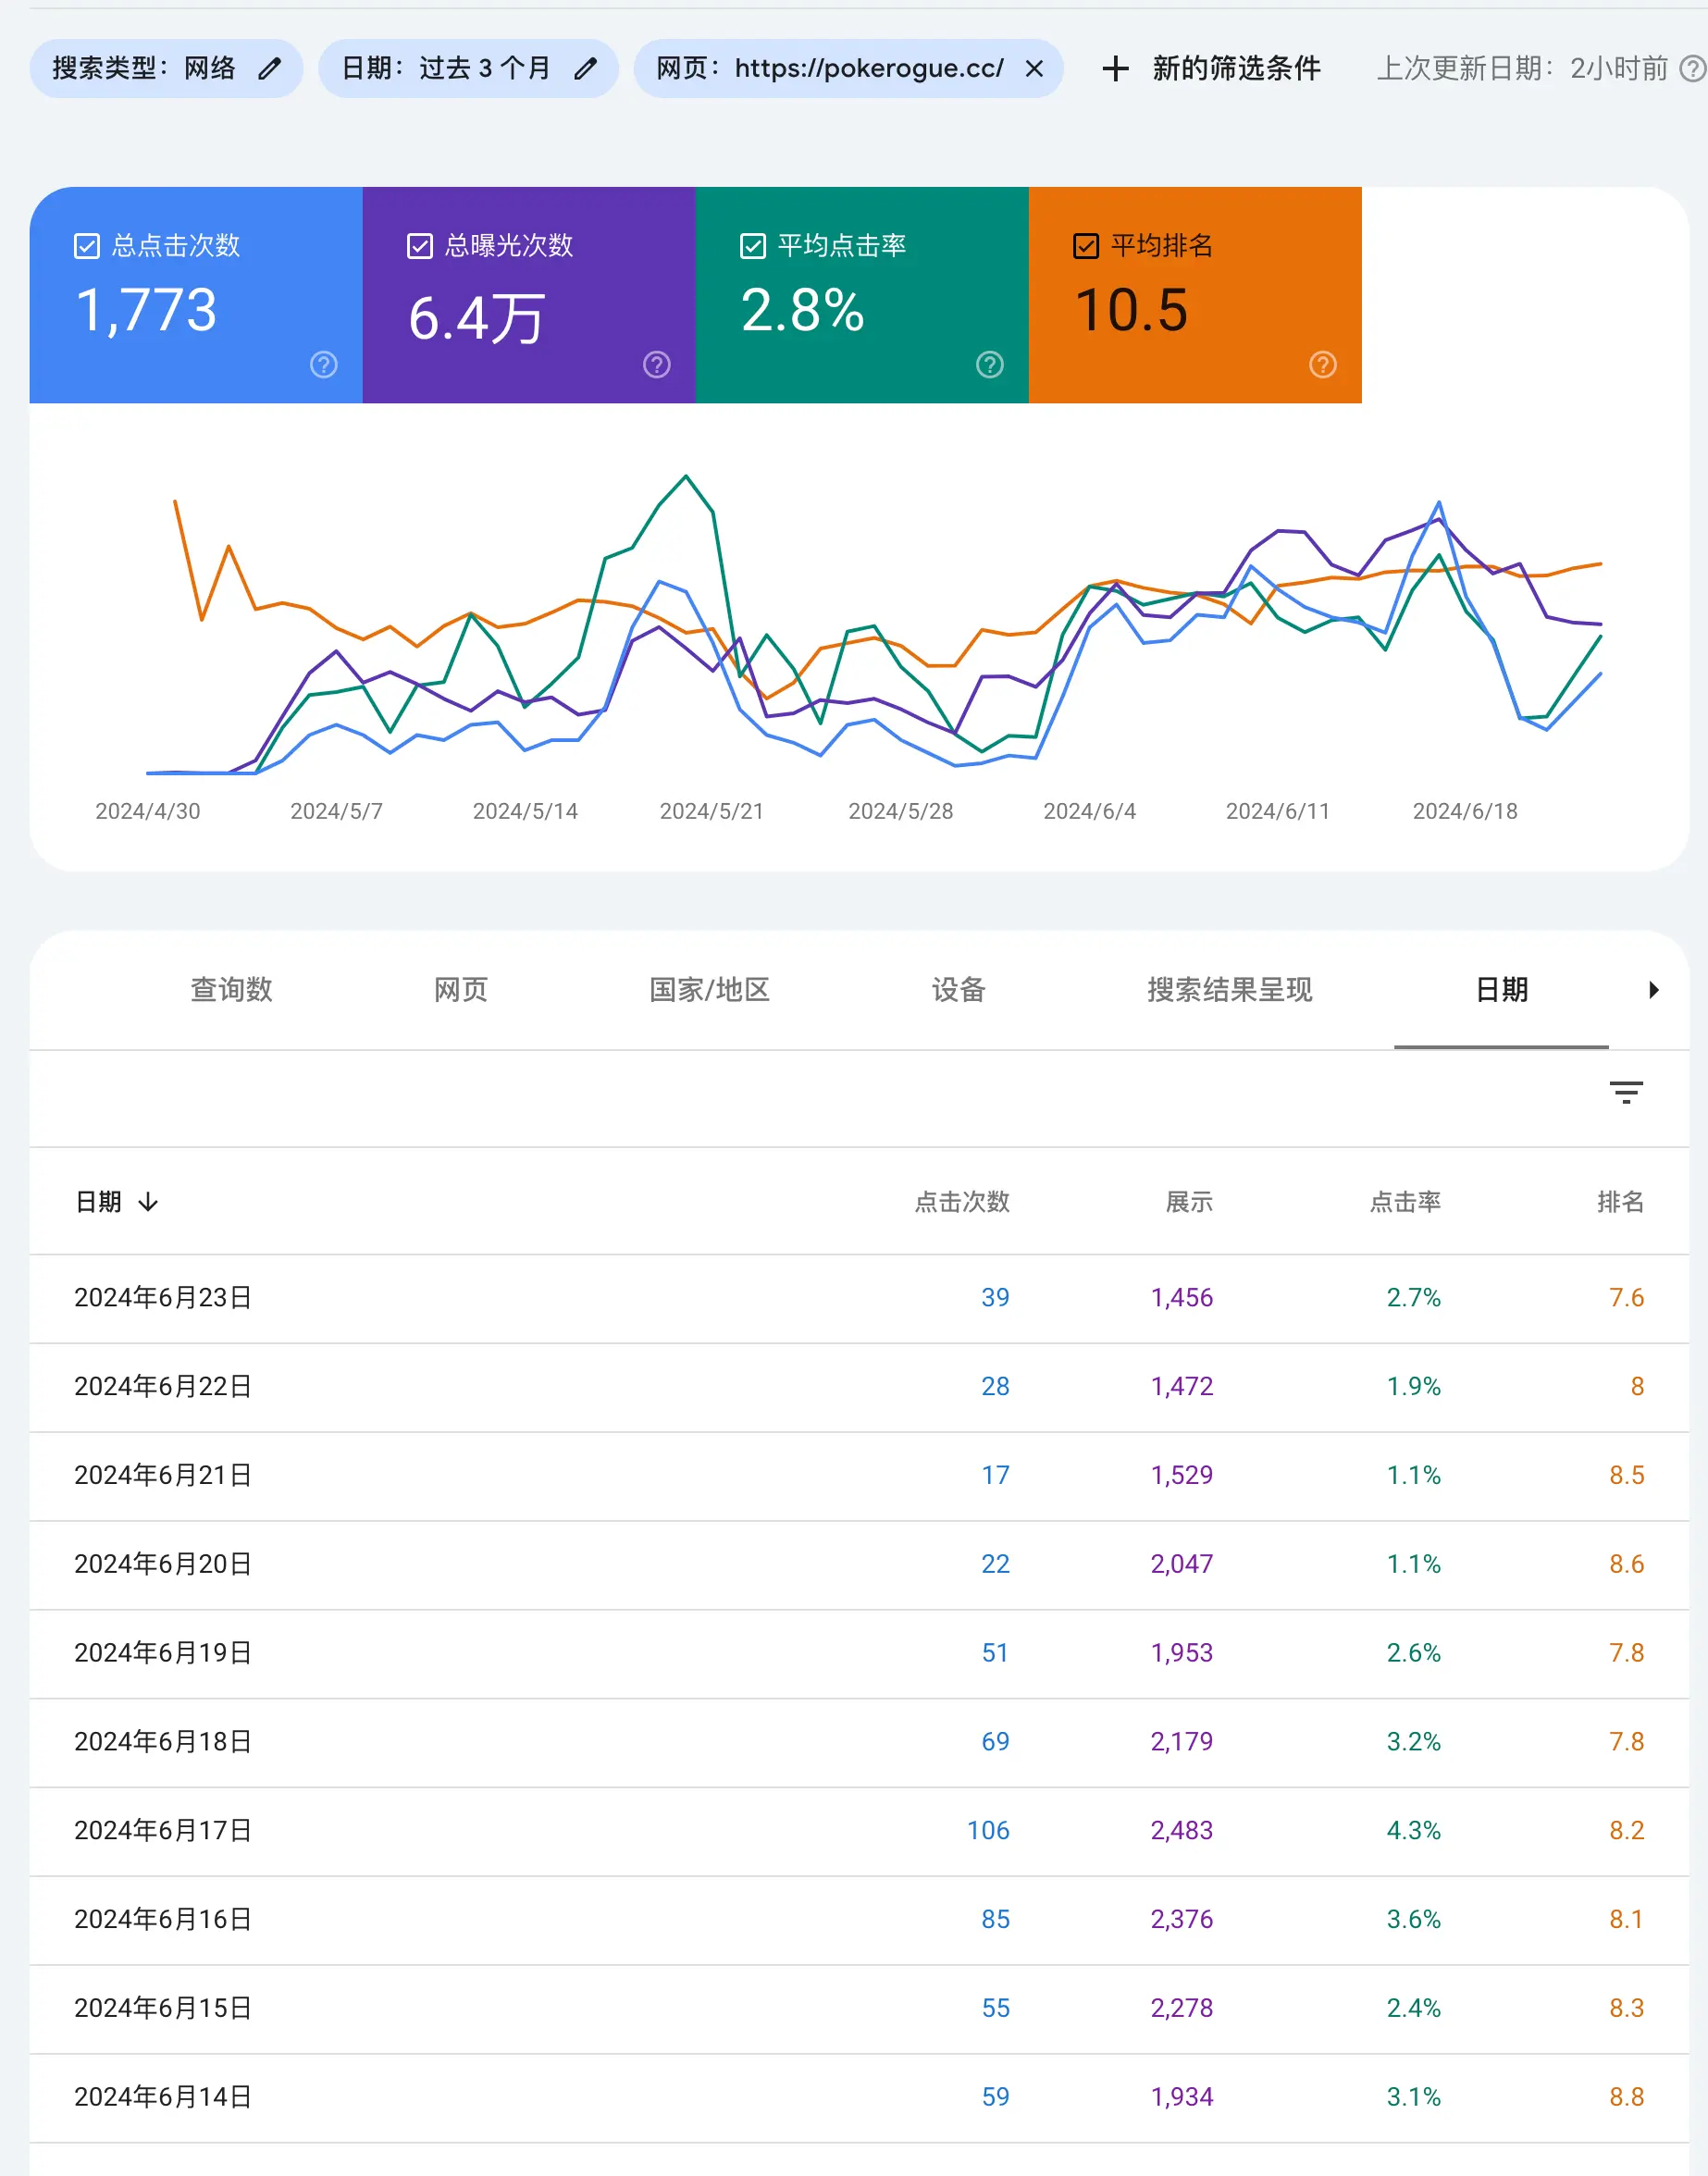 搜索类型：网络 日期：过去 3 个月 网页：https://pokerogue.cc/ 新的筛选条件 上次更新日期：2小时前
总点击次数 总曝光次数 平均点击率 平均排名
1,773 6.4万 2.8% 10.5
2024/4/30 2024/5/7 2024/5/14 2024/5/21 2024/5/28 2024/6/4 2024/6/11 2024/6/18
查询数 网页 国家/地区 设备 搜索结果呈现 日期
日期 点击次数 展示 点击率 排名
2024年6月23日 39 1,456 2.7% 7.6
2024年6月22日 28 1,472 1.9% 8
2024年6月21日 17 1,529 1.1% 8.5
2024年6月20日 22 2,047 1.1% 8.6
2024年6月19日 51 1,953 2.6% 7.8
2024年6月18日 69 2,179 3.2% 7.8
2024年6月17日 106 2,483 4.3% 8.2
2024年6月16日 85 2,376 3.6% 8.1
2024年6月15日 55 2,278 2.4% 8.3
2024年6月14日 59 1,934 3.1% 8.8